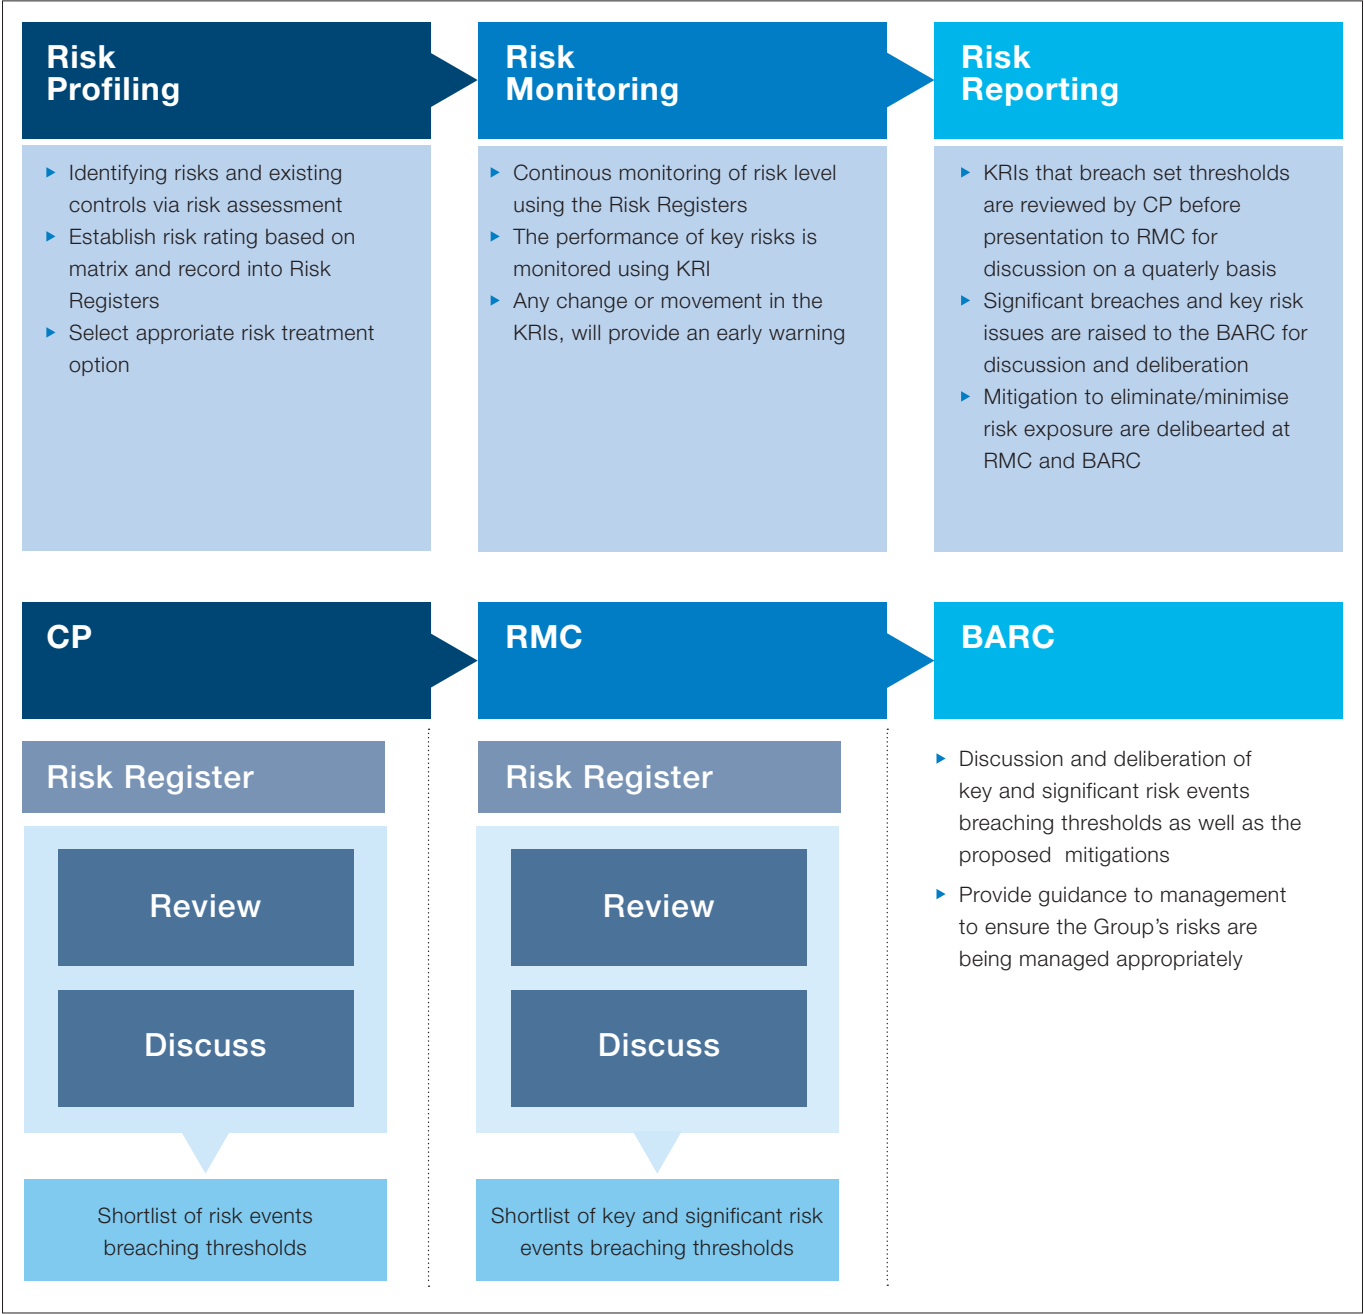 Risk
Profiling
Identifying risks and existing
controls via risk assessment
Establish risk rating based on
matrix and record into Risk
Registers
Select approriate risk treatment
option
Risk
Monitoring
Continous monitoring of risk level
using the Risk Registers
The performance of key risks is
monitored using KRI
Any change or movement in the
KRIs, will provide an early warning
Risk
Reporting
KRIs that breach set thresholds
are reviewed by CP before
presentation to RMC for
discussion on a quaterly basis
Significant breaches and key risk
issues are raised to the BARC for
discussion and deliberation
Mitigation to eliminate/minimise
risk exposure are delibearted at
RMC and BARC
CP
Risk Register
Review
Discuss
Shortlist of risk events
breaching thresholds
RMC
Risk Register
Review
Discuss
Shortlist of key and significant risk
events breaching thresholds
BARC
Discussion and deliberation of
key and significant risk events
breaching thresholds as well as the
proposed  mitigations
Provide guidance to management
to ensure the Group’s risks are
being managed appropriately